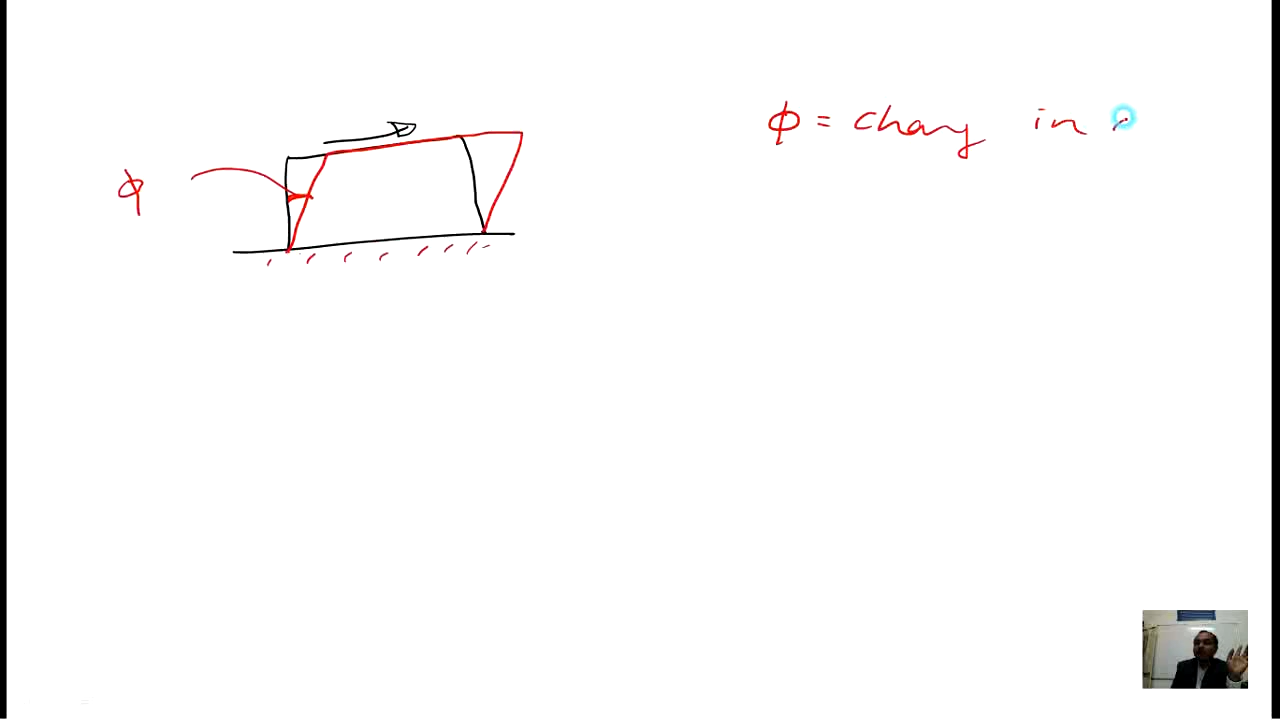 ϕ = chang in
ϕ